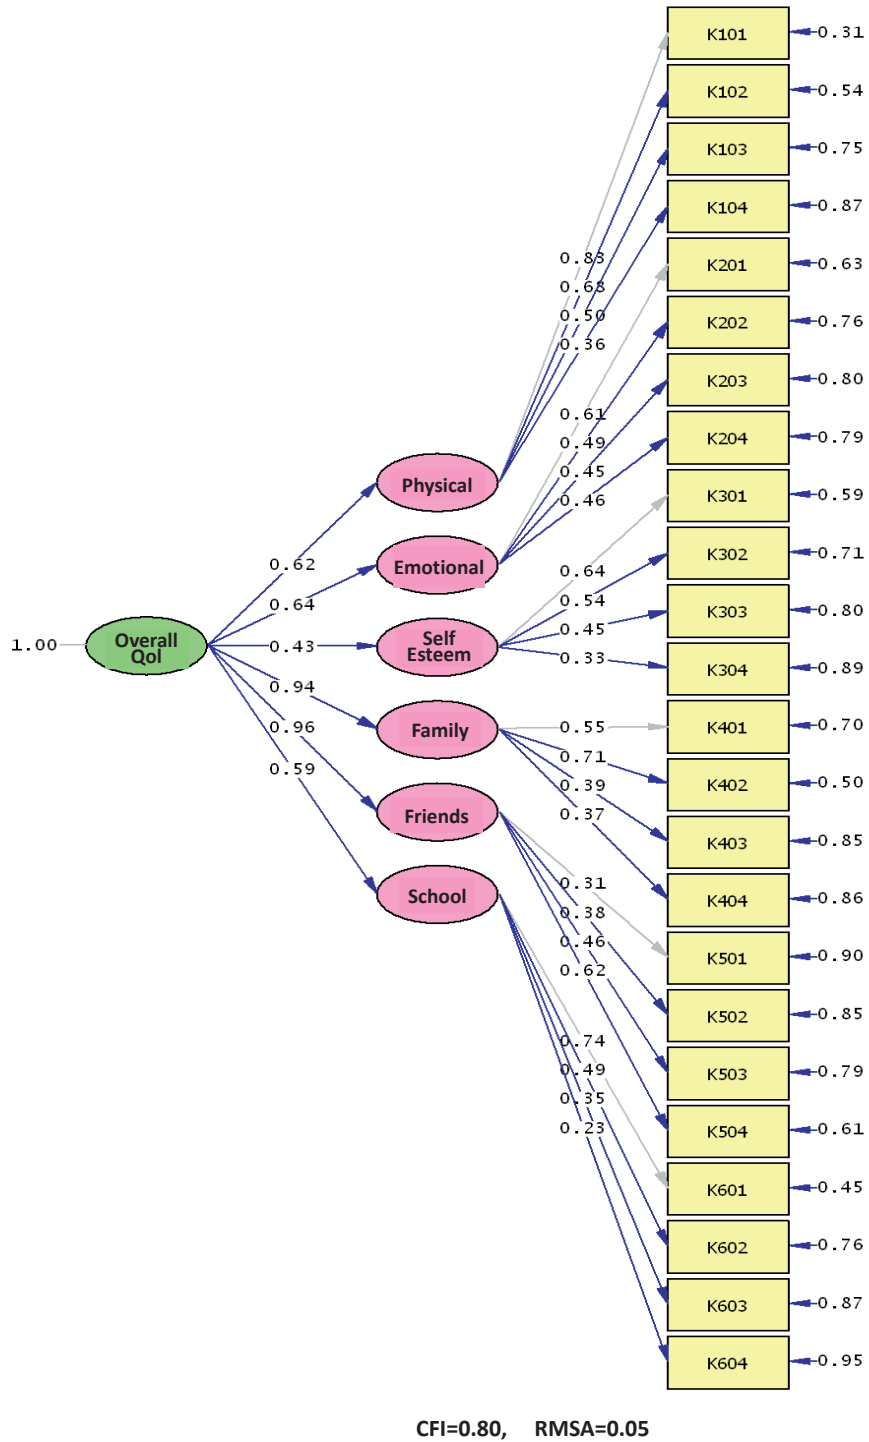 K101 0.31
K102 0.54
K103 0.75
K104 0.87
0.83
K201 0.63
0.68
0.50
K202 0.76
0.36
K203 0.80
0.61
K204 0.79
0.49
0.45
Physical
K301 0.59
0.46
K302 0.71
0.62
Emotional
0.64
0.54
0.64
K303 0.80
0.45
1.00
Overall
Qol
0.43
Self
Esteem
0.33
K304 0.89
0.94
0.96
Family
0.55
K401 0.70
0.71
0.59
K402 0.50
0.39
Friends
0.37
K403 0.85
School
0.31
K404 0.86
0.38
0.46
K501 0.90
0.62
K502 0.85
0.74
0.49
K503 0.79
0.35
0.23
K504 0.61
K601 0.45
K602 0.76
K603 0.87
K604 0.95
CFI=0.80, RMSA=0.05